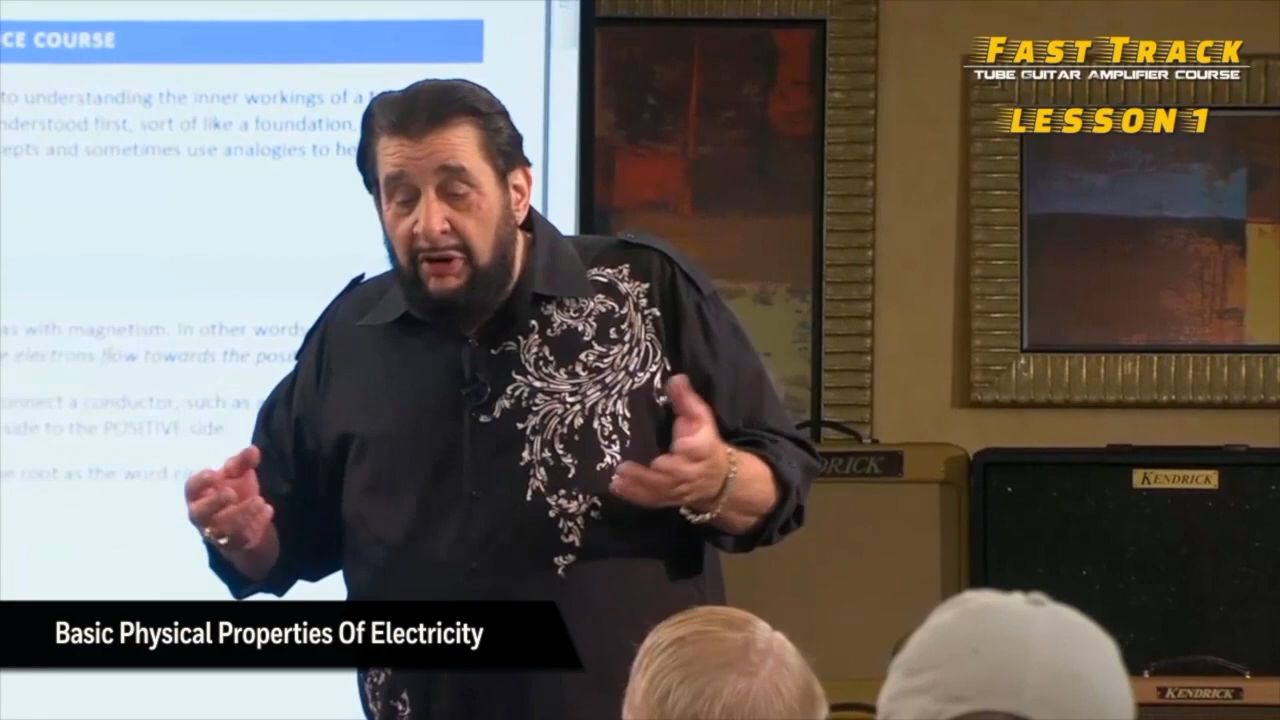 CE COURSE
FAST TRACK
TUBE GUITAR AMPLIFIER COURSE
LESSON 1
to understanding the inner workings of a
nderstood first, sort of like a foundation,
epts and sometimes use analogies to he
as with magnetism. In other words
e electrons flow towards the posi
onnect a conductor, such as
side to the POSITIVE side.
e root as the word
DRICK
KENDRICK
KENDRICK
Basic Physical Properties Of Electricity